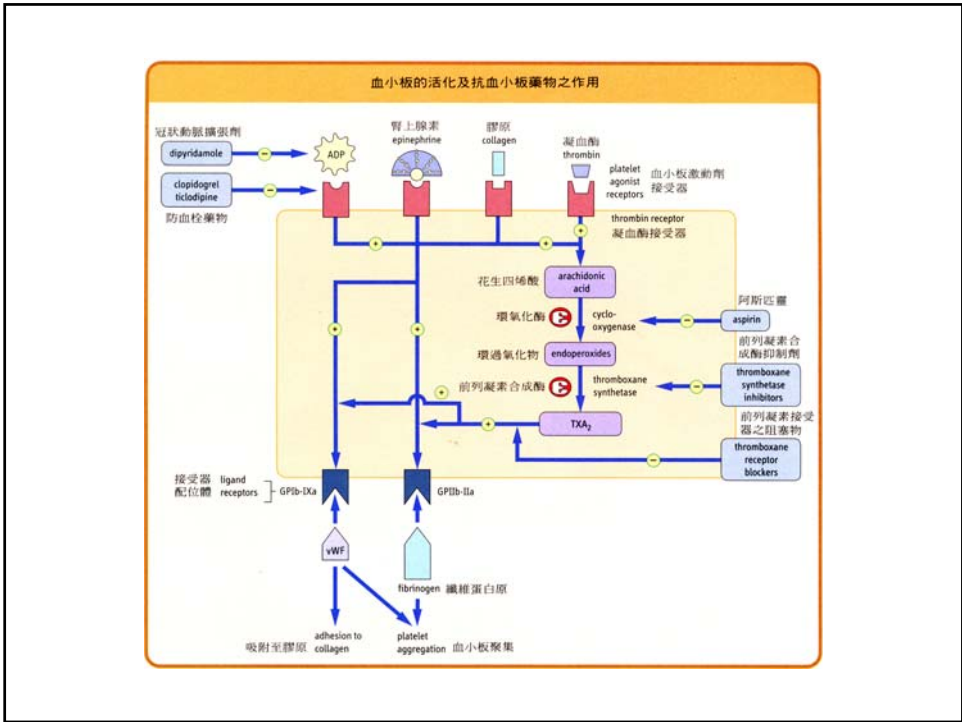 血小板的活化及抗血小板藥物之作用
冠狀動脈擴張劑
dipyridamole
−
ADP
腎上腺素
epinephrine
膠原
collagen
凝血酶
thrombin
platelet
agonist
receptors
血小板激動劑
接受器
clopidogrel
ticlodipine
−
防血栓藥物
thrombin receptor
凝血酶接受器
+
+
+
花生四烯酸
arachidonic
acid
阿斯匹靈
aspirin
−
環氧化酶
cyclo-
oxygenase
+
+
環過氧化物
endoperoxides
前列凝素合
成酶抑制劑
thromboxane
synthetase
inhibitors
−
前列凝素合成酶
thromboxane
synthetase
+
TXA₂
+
前列凝素接受
器之阻塞物
thromboxane
receptor
blockers
−
接受器
配位體
ligand
receptors
GPIb-IXa
GPIIb-IIa
vWF
fibrinogen
纖維蛋白原
吸附至膠原
adhesion to
collagen
platelet
aggregation
血小板聚集